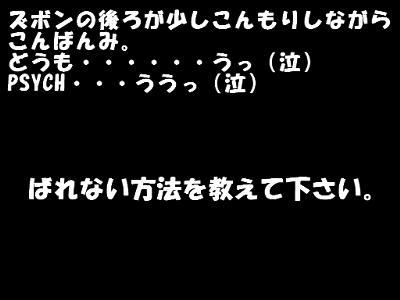 ズボンの後ろが少しこんもりしながら
こんばんみ。
どうも・・・・・・うっ（泣）
PSYCH・・・ううっ（泣）
ばれない方法を教えて下さい。